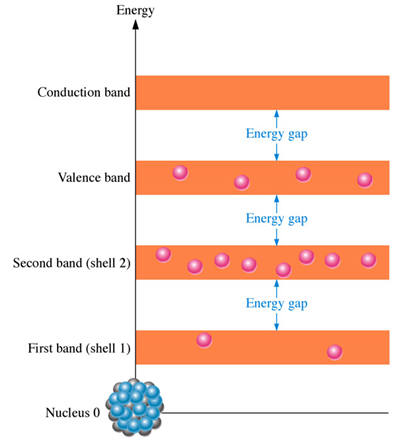 Energy
Conduction band
Energy gap
Valence band
Energy gap
Second band (shell 2)
Energy gap
First band (shell 1)
Nucleus 0